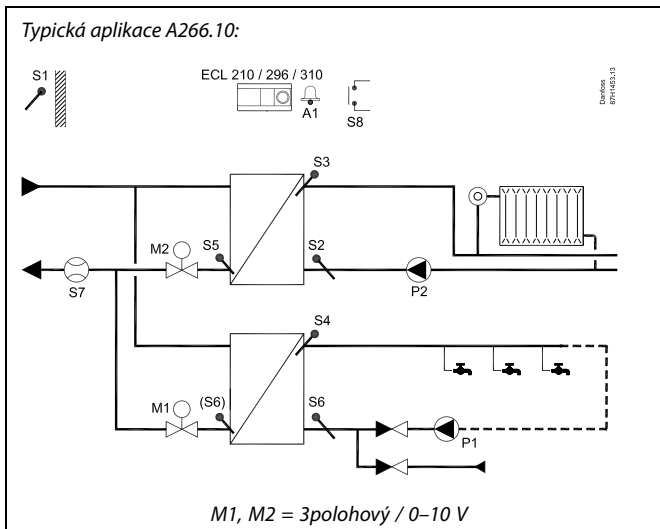 Typická aplikace A266.10:
S1
ECL 210 / 296 / 310
A1
S8
Danfoss
87H1453.13
S3
M2
S5
S2
S7
P2
S4
M1
(S6)
S6
P1
M1, M2 = 3polohový / 0–10 V